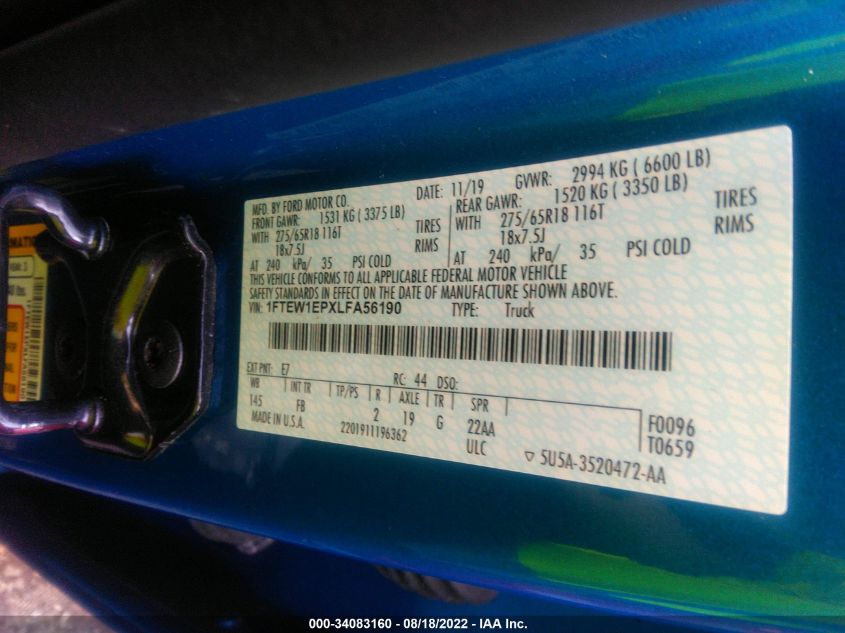 MFD. BY FORD MOTOR CO.
DATE: 11/19 GVWR: 2994 KG ( 6600 LB)
FRONT GAWR: 1531 KG ( 3375 LB) REAR GAWR: 1520 KG ( 3350 LB)
WITH 275/65R18 116T TIRES WITH 275/65R18 116T TIRES
18x7.5J RIMS 18x7.5J RIMS
AT 240 kPa/ 35 PSI COLD AT 240 kPa/ 35 PSI COLD
THIS VEHICLE CONFORMS TO ALL APPLICABLE FEDERAL MOTOR VEHICLE
SAFETY STANDARDS IN EFFECT ON THE DATE OF MANUFACTURE SHOWN ABOVE.
VIN: 1FTEW1EPXLFA56190 TYPE: Truck
EXT PNT: E7 RC: 44 DSO:
WB INT TR TP/PS R AXLE TR SPR
145 FB 2 19 G 22AA F0096
MADE IN U.S.A. 2201911196362 ULC T0659
▽ 5U5A-3520472-AA
000-34083160 - 08/18/2022 - IAA Inc.